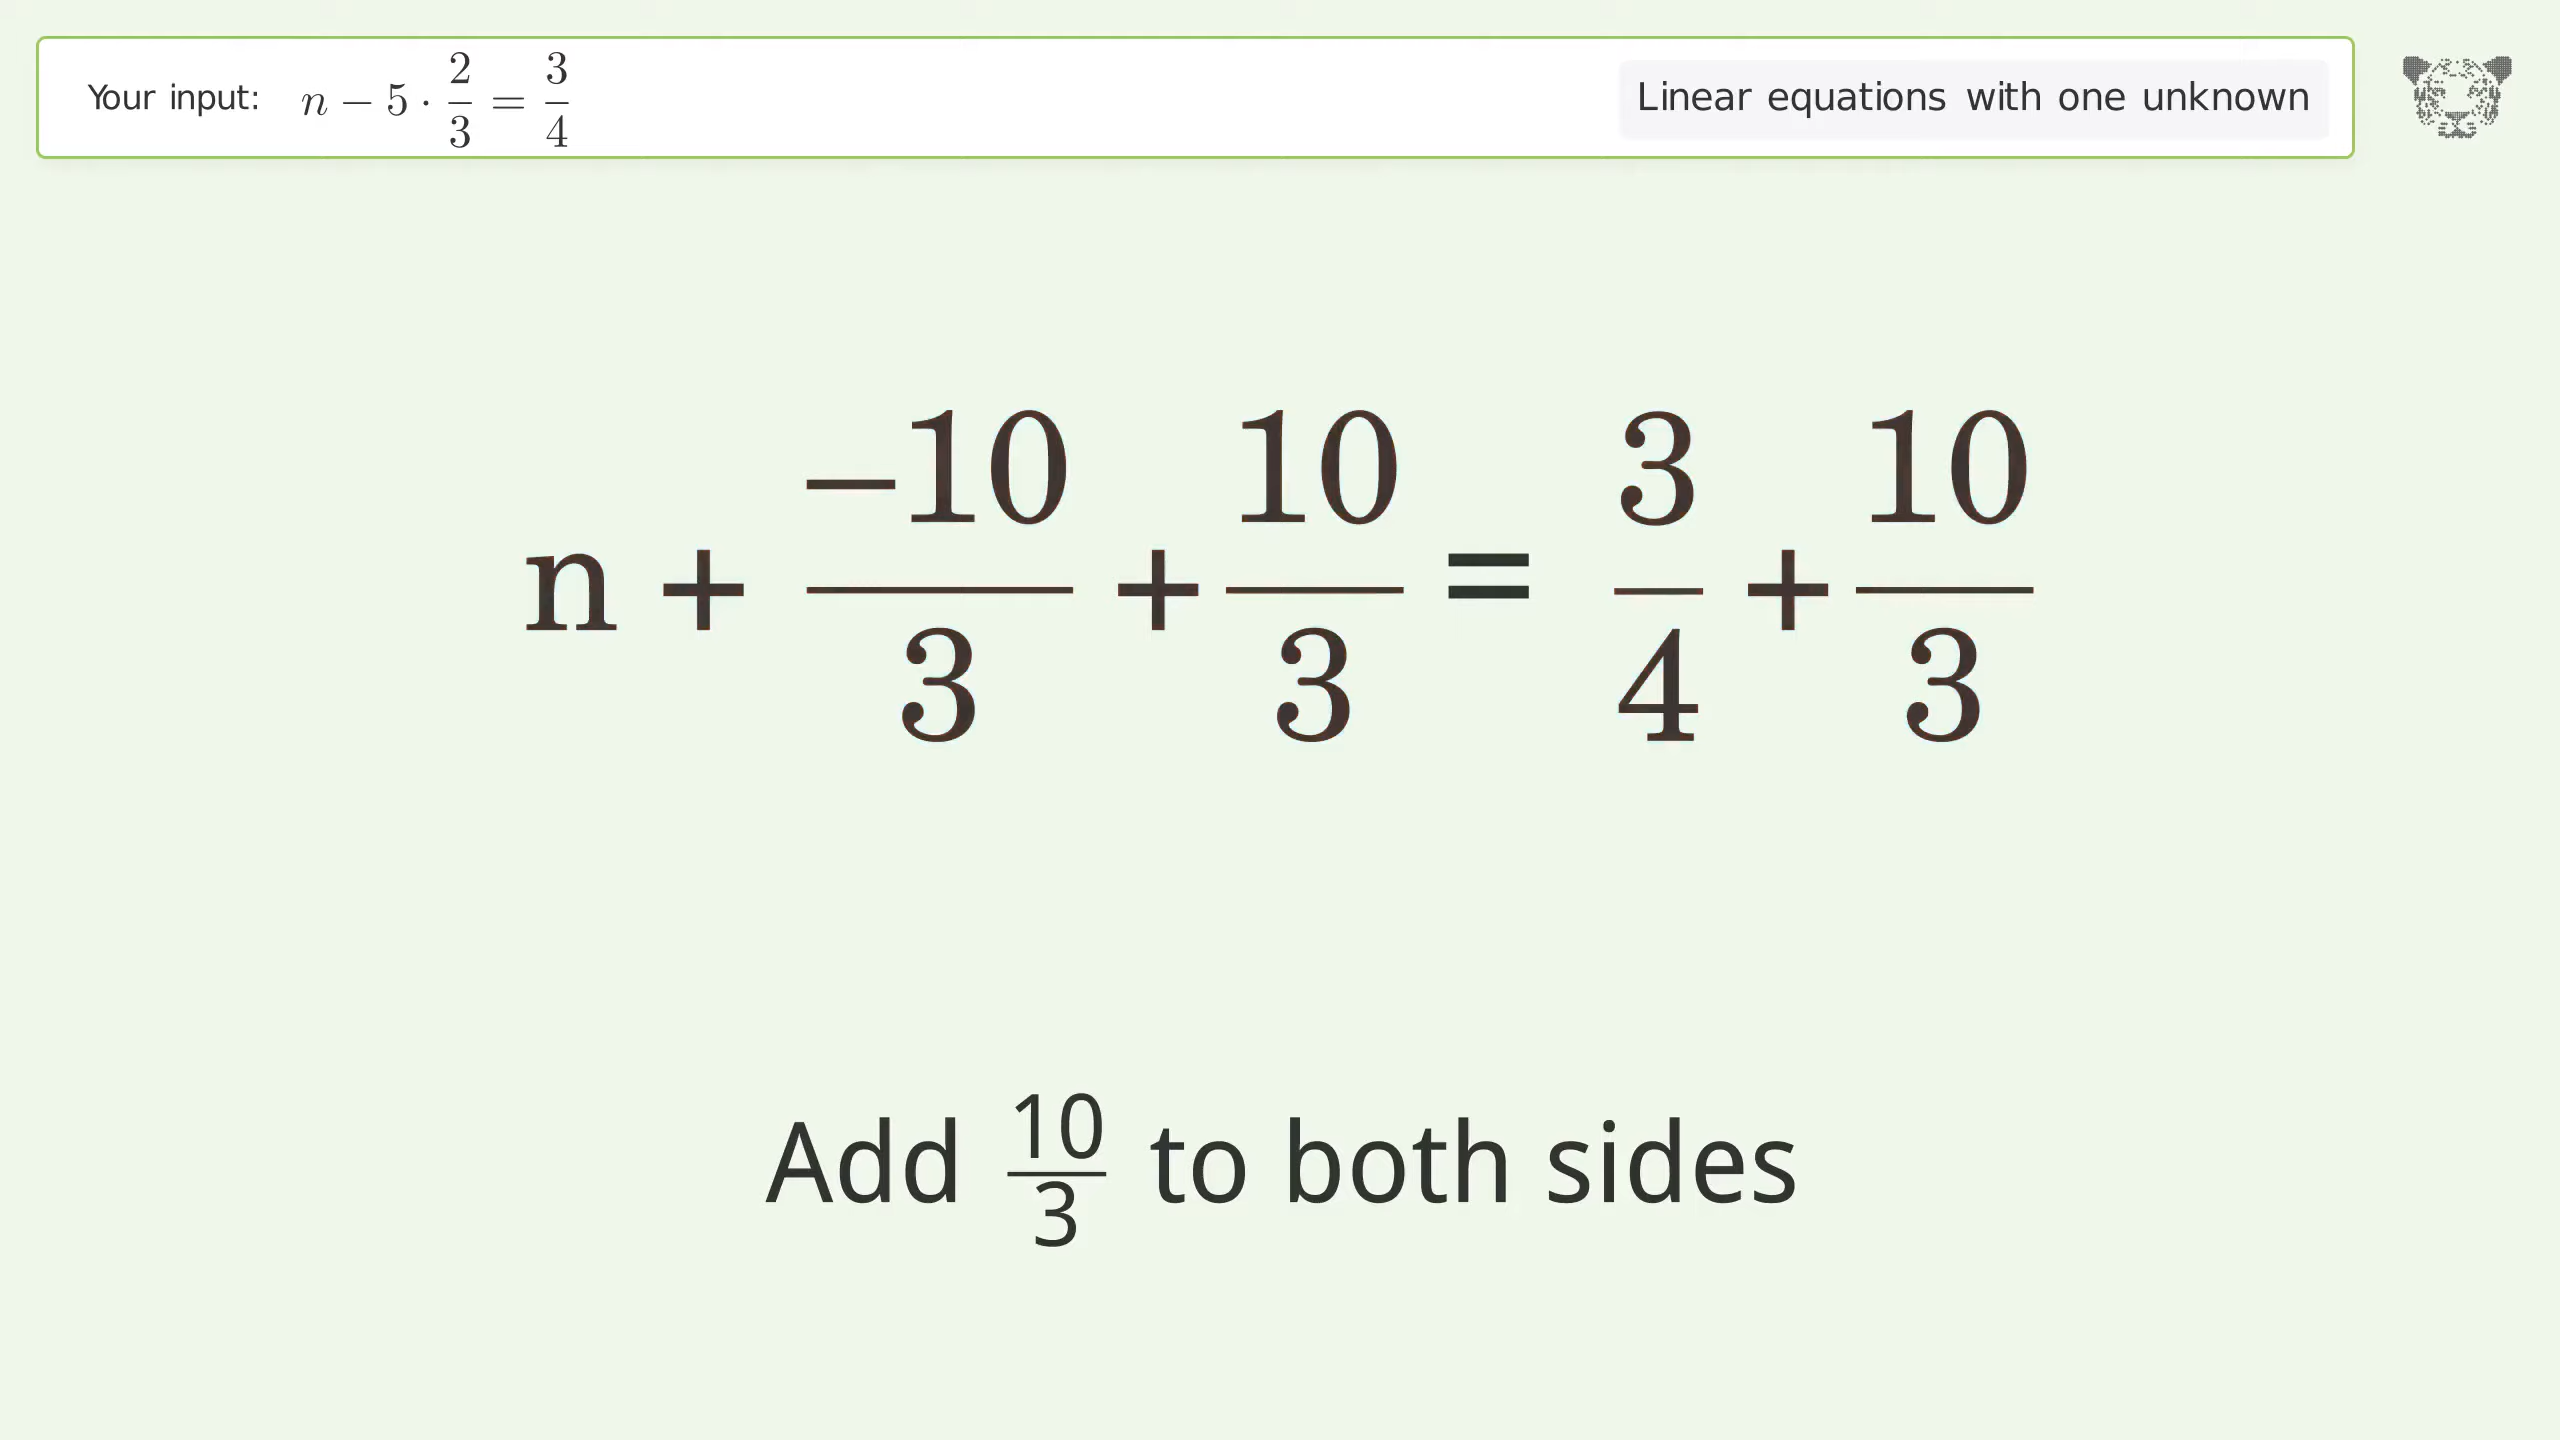 Your input: n − 5 · 2/3 = 3/4
Linear equations with one unknown
n + −10/3 + 10/3 = 3/4 + 10/3
Add 10/3 to both sides